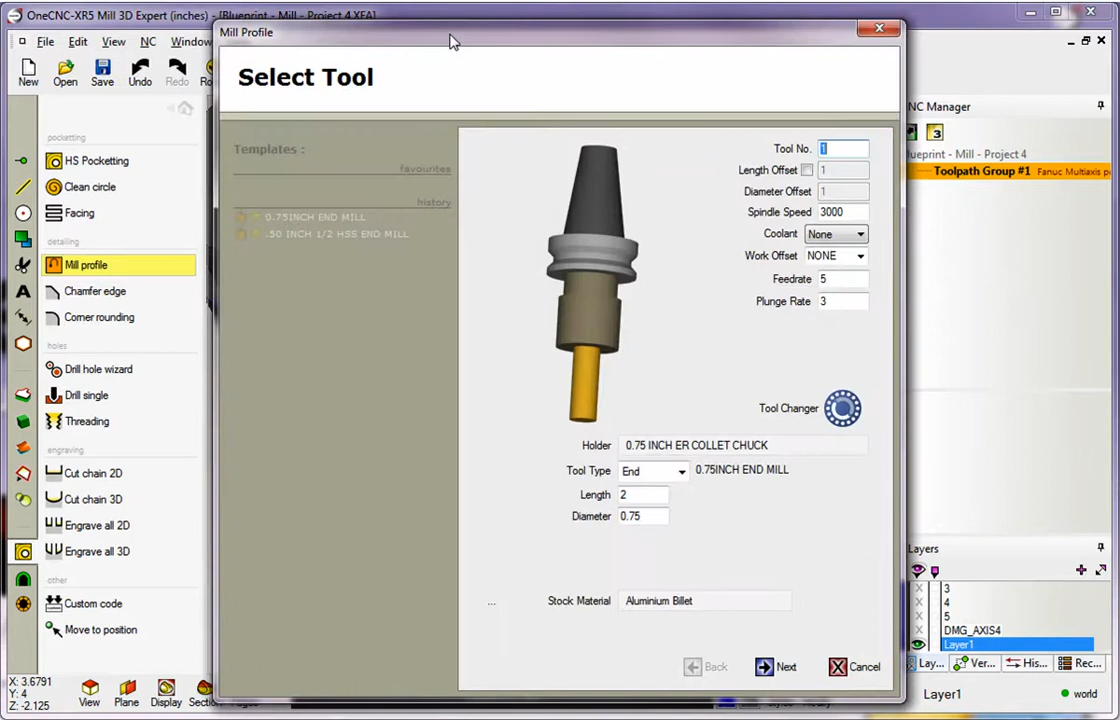 OneCNC-XR5 Mill 3D Expert (inches) - [Blueprint - Mill - Project 4.XFA]
File Edit View NC Window
New Open Save Undo Redo
Mill Profile
Select Tool
pocketting
HS Pocketting
Clean circle
Facing
detailing
Mill profile
Chamfer edge
Corner rounding
holes
Drill hole wizard
Drill single
Threading
engraving
Cut chain 2D
Cut chain 3D
Engrave all 2D
Engrave all 3D
other
Custom code
Move to position
Templates :
favourites
history
0.75INCH END MILL
.50 INCH 1/2 HSS END MILL
Tool No. 1
Length Offset 1
Diameter Offset 1
Spindle Speed 3000
Coolant None
Work Offset NONE
Feedrate 5
Plunge Rate 3
Tool Changer
Holder 0.75 INCH ER COLLET CHUCK
Tool Type End 0.75INCH END MILL
Length 2
Diameter 0.75
... Stock Material Aluminium Billet
Back Next Cancel
NC Manager
3
Blueprint - Mill - Project 4
Toolpath Group #1 Fanuc Multiaxis
Layers
3
4
5
DMG_AXIS4
Layer1
Lay... Ver... His... Rec...
Layer1 world
X: 3.6791
Y: 4
Z: -2.125
View Plane Display